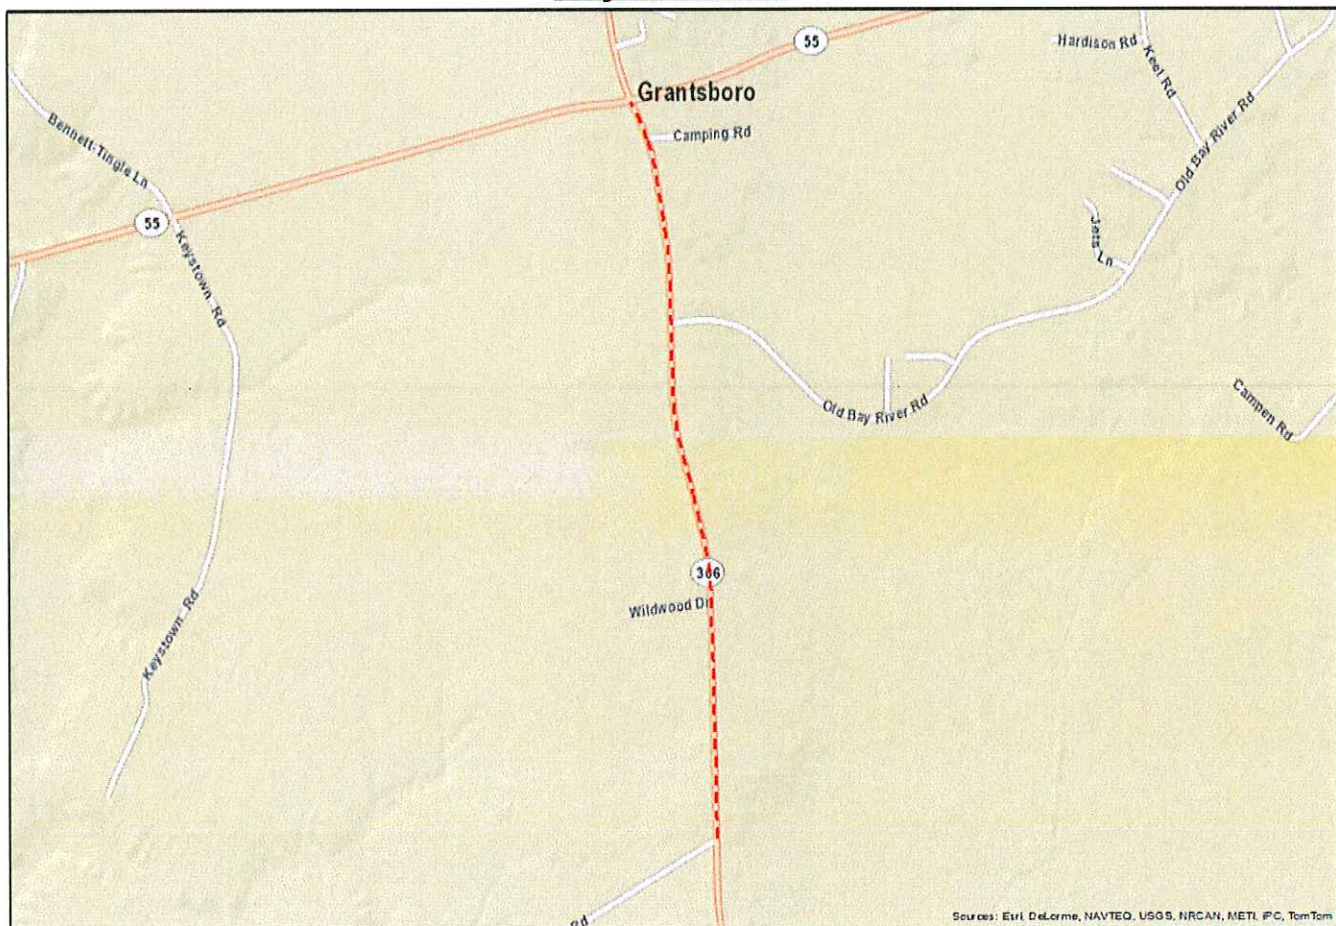 55
Hardison Rd
Keel Rd
Grantsboro
Camping Rd
Bennett-Tingle Ln
Old Bay River Rd
55
Keystown Rd
Jets Ln
Old Bay River Rd
Campen Rd
306
Wildwood Dr
Keystown Rd
Rd
Sources: Esri, DeLorme, NAVTEQ, USGS, NRCAN, METI, iPC, TomTom